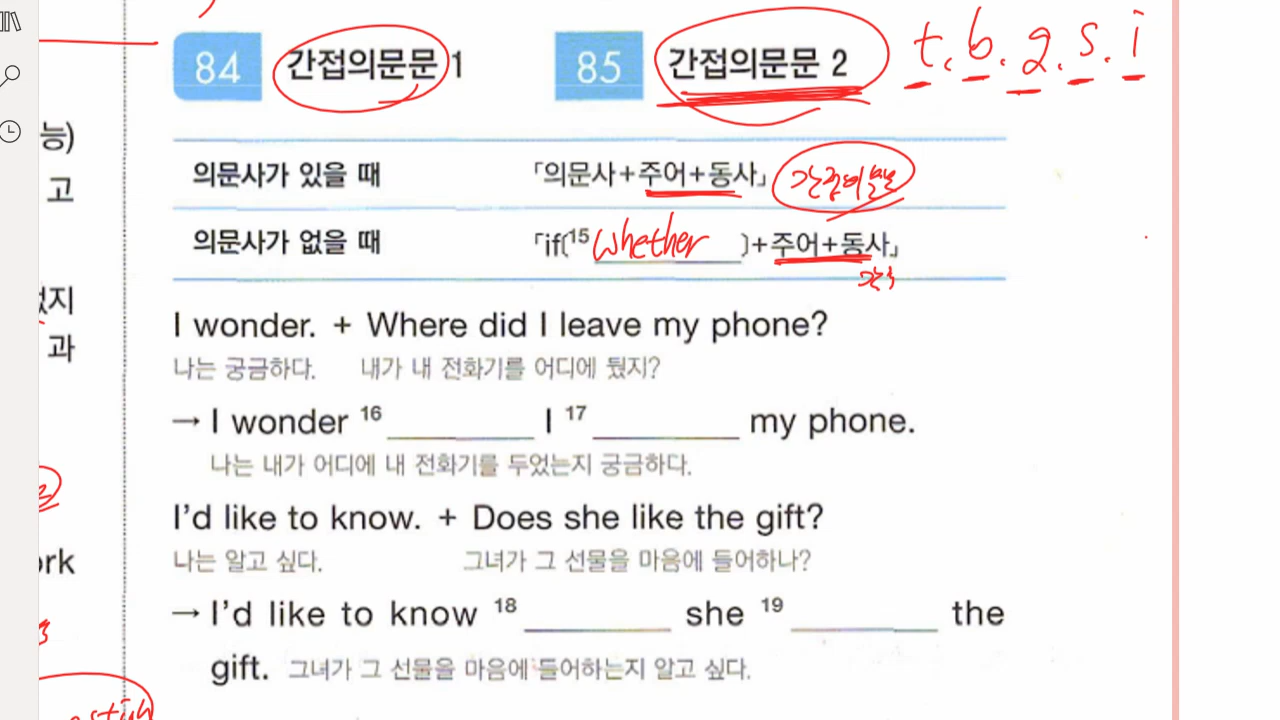 84 간접의문문 1 85 간접의문문 2 t. b. g. s. i
능)
의문사가 있을 때 「의문사+주어+동사」 간주어동
고
의문사가 없을 때 「if(15 whether )+주어+동사」
지
I wonder. + Where did I leave my phone?
과
나는 궁금하다. 내가 내 전화기를 어디에 뒀지?
→ I wonder 16 I 17 my phone.
나는 내가 어디에 내 전화기를 두었는지 궁금하다.
I'd like to know. + Does she like the gift?
나는 알고 싶다. 그녀가 그 선물을 마음에 들어하나?
ork
→ I'd like to know 18 she 19 the
gift. 그녀가 그 선물을 마음에 들어하는지 알고 싶다.